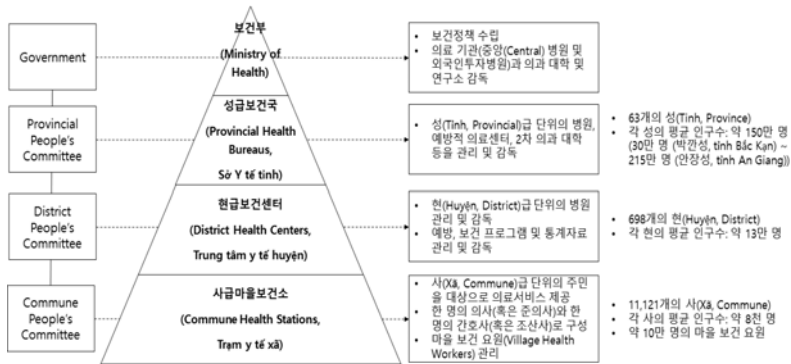 Government
Provincial
People's
Committee
District
People's
Committee
Commune
People's
Committee
보건부
(Ministry of
Health)
성급보건국
(Provincial Health
Bureaus,
Sở Y tế tỉnh)
현급보건센터
(District Health Centers,
Trung tâm y tế huyện)
사급마을보건소
(Commune Health Stations,
Trạm y tế xã)
• 보건정책 수립
• 의료 기관(중앙(Central) 병원 및
외국인투자병원)과 의과 대학 및
연구소 감독
• 성(Tỉnh, Provincial)급 단위의 병원,
예방적 의료센터, 2차 의과 대학
등을 관리 및 감독
• 현(Huyện, District)급 단위의 병원
관리 및 감독
• 예방, 보건 프로그램 및 통계자료
관리 및 감독
• 사(Xã, Commune)급 단위의 주민
을 대상으로 의료서비스 제공
• 한 명의 의사(혹은 준의사)와 한
명의 간호사(혹은 조산사)로 구성
• 마을 보건 요원(Village Health
Workers) 관리
• 63개의 성(Tỉnh, Province)
• 각 성의 평균 인구수: 약 150만 명
(30만 명 (박깐성, tỉnh Bắc Kạn) ~
215만 명 (안장성, tỉnh An Giang))
• 698개의 현(Huyện, District)
• 각 현의 평균 인구수: 약 13만 명
• 11,121개의 사(Xã, Commune)
• 각 사의 평균 인구수: 약 8천 명
• 약 10만 명의 마을 보건 요원